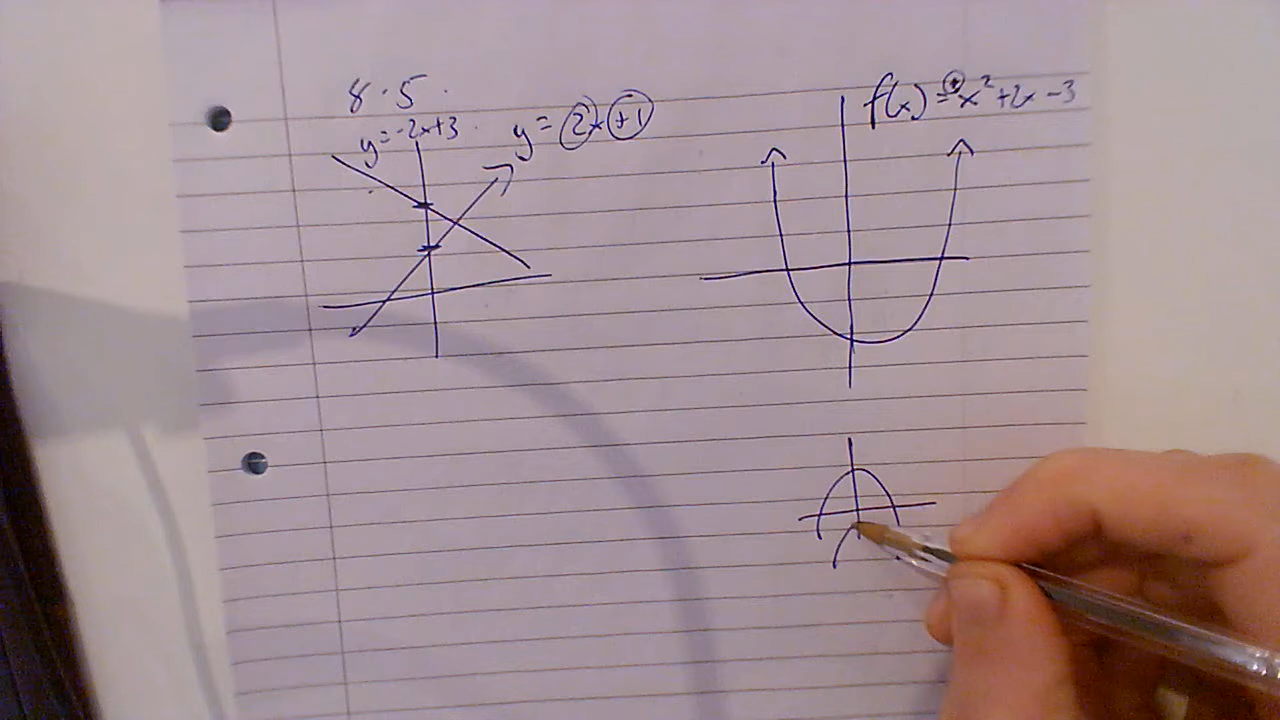 8.5
y=-2x+3
y = 2x+1
f(x) = +x²+2x-3